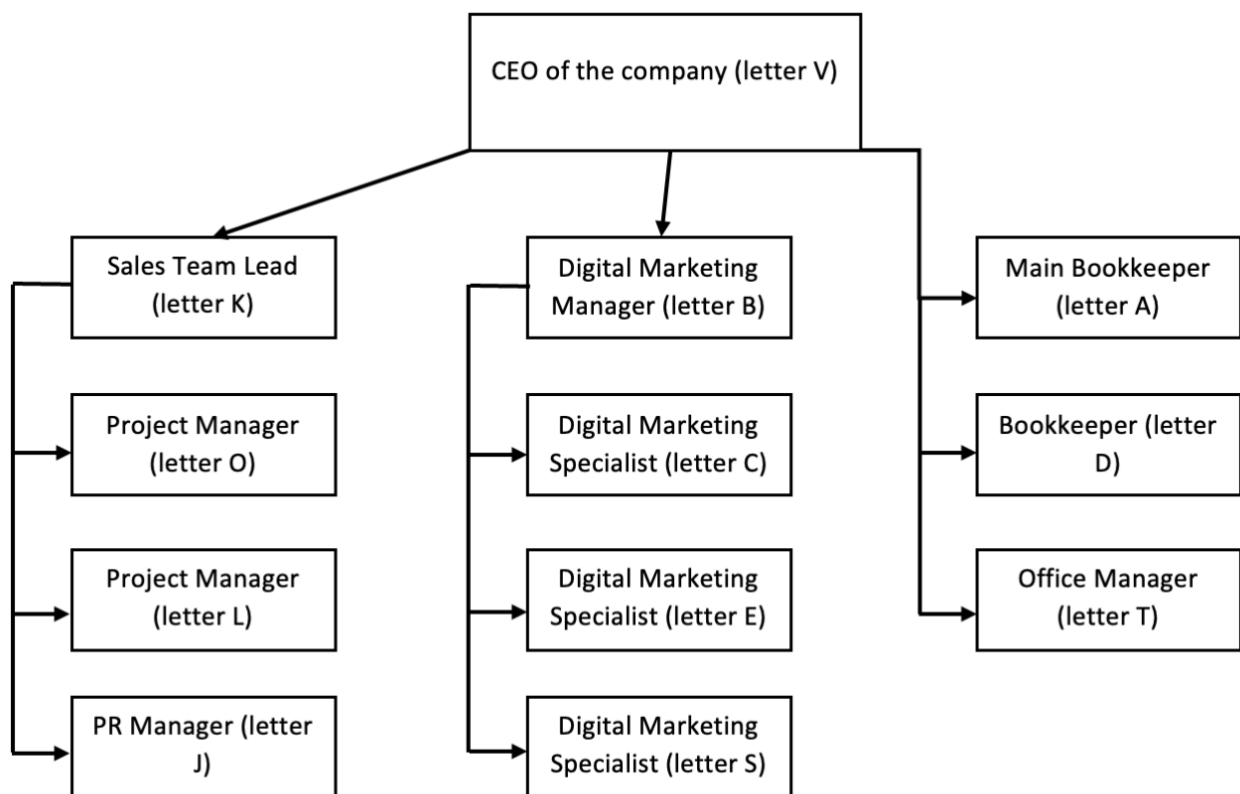 CEO of the company (letter V)
Sales Team Lead
(letter K)
Digital Marketing
Manager (letter B)
Main Bookkeeper
(letter A)
Project Manager
(letter O)
Digital Marketing
Specialist (letter C)
Bookkeeper (letter
D)
Project Manager
(letter L)
Digital Marketing
Specialist (letter E)
Office Manager
(letter T)
PR Manager (letter
J)
Digital Marketing
Specialist (letter S)